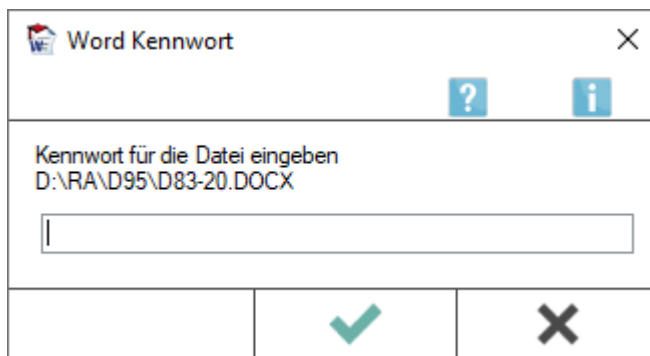 Word Kennwort
Kennwort für die Datei eingeben
D:\RA\D95\D83-20.DOCX